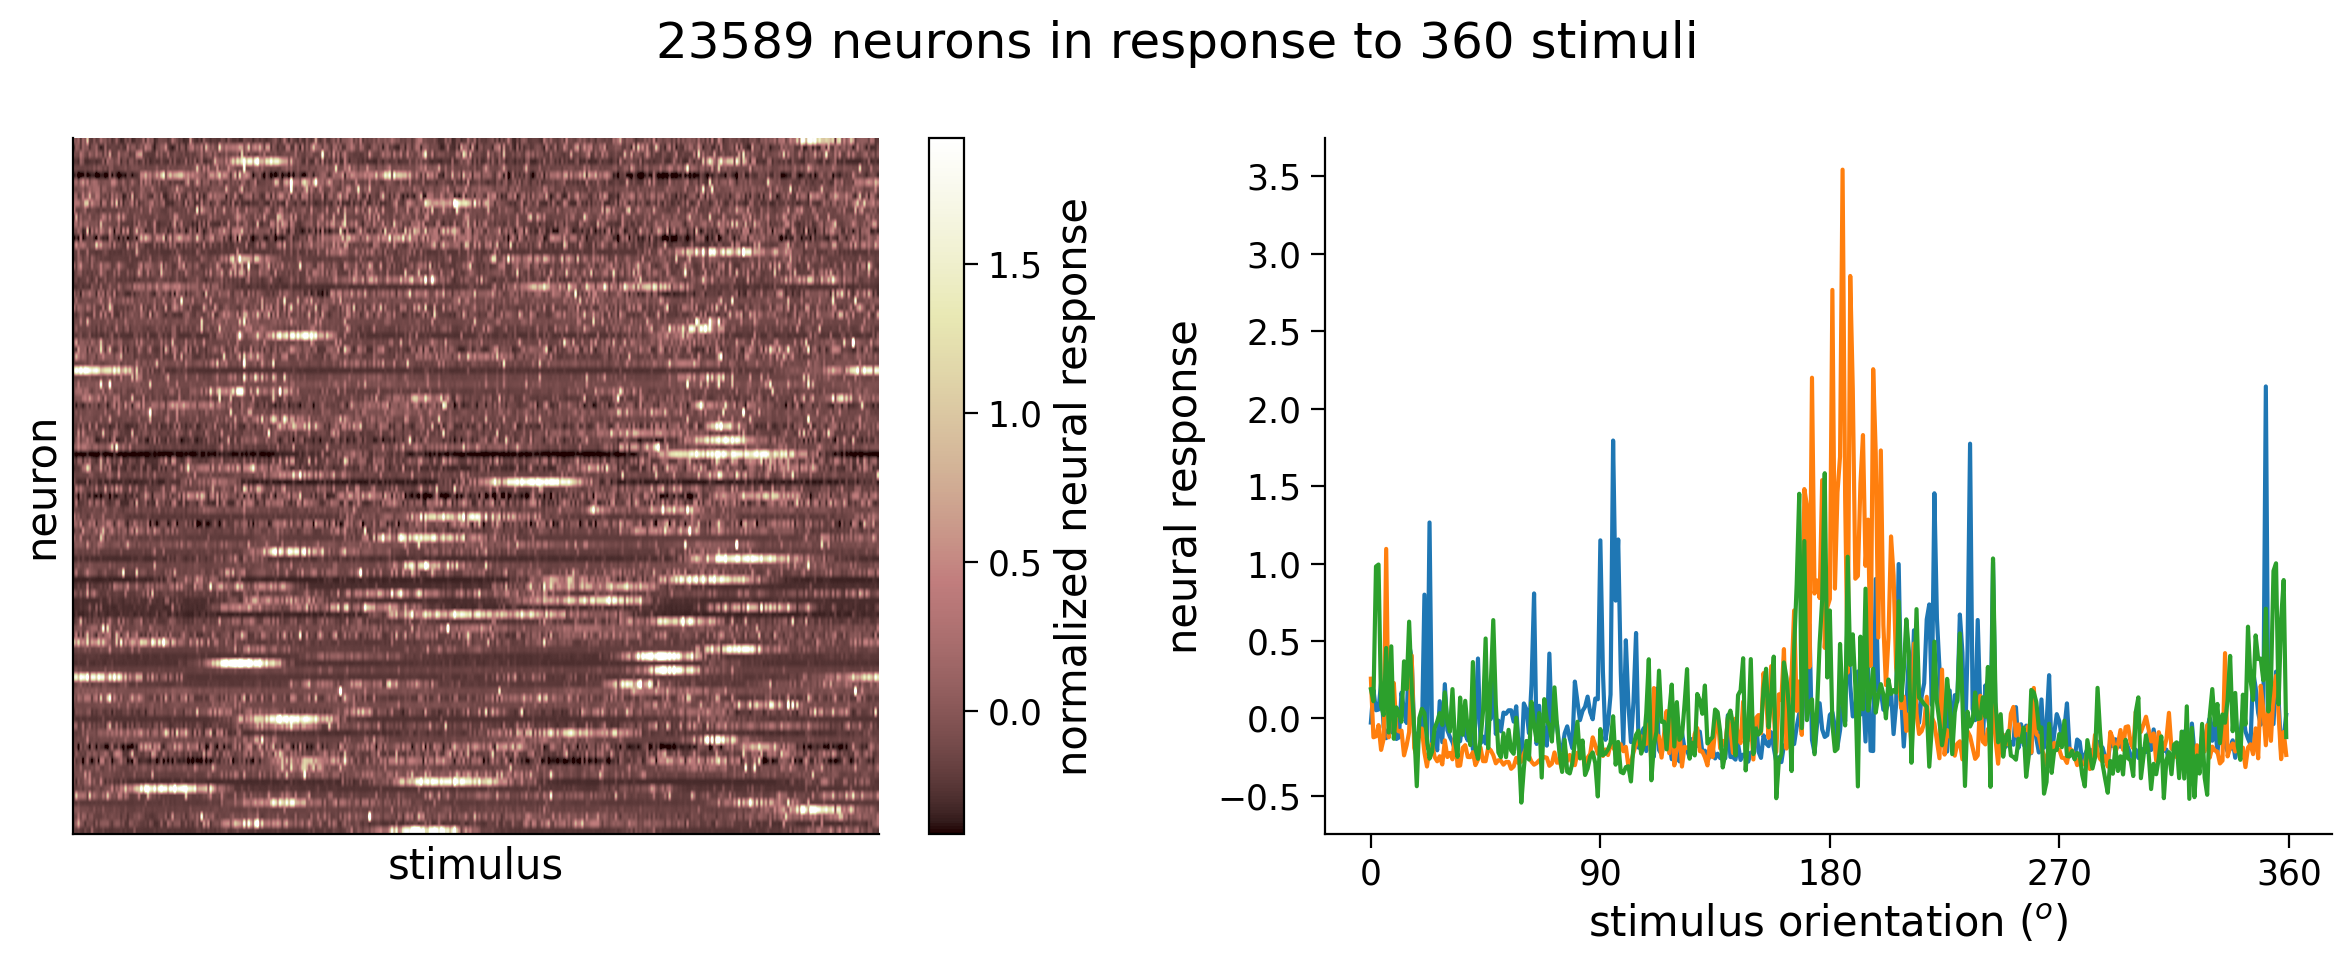 23589 neurons in response to 360 stimuli
neuron
stimulus
1.5
1.0
0.5
0.0
normalized neural response
neural response
3.5
3.0
2.5
2.0
1.5
1.0
0.5
0.0
−0.5
0 90 180 270 360
stimulus orientation (°)